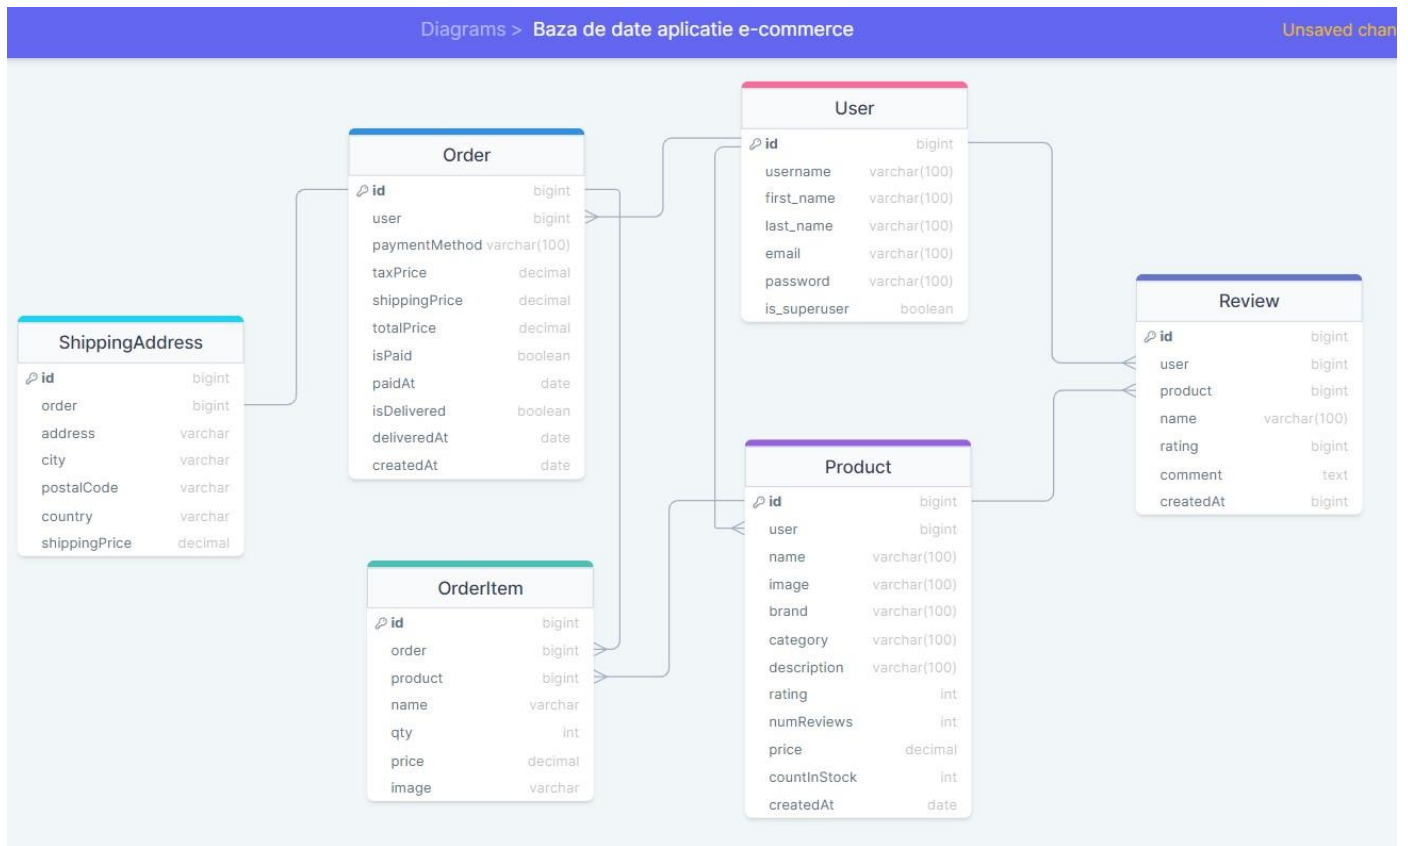 Diagrams > Baza de date aplicatie e-commerce
Unsaved chan
User
id bigint
username varchar(100)
first_name varchar(100)
last_name varchar(100)
email varchar(100)
password varchar(100)
is_superuser boolean
Order
id bigint
user bigint
paymentMethod varchar(100)
taxPrice decimal
shippingPrice decimal
totalPrice decimal
isPaid boolean
paidAt date
isDelivered boolean
deliveredAt date
createdAt date
Review
id bigint
user bigint
product bigint
name varchar(100)
rating bigint
comment text
createdAt bigint
ShippingAddress
id bigint
order bigint
address varchar
city varchar
postalCode varchar
country varchar
shippingPrice decimal
Product
id bigint
user bigint
name varchar(100)
image varchar(100)
brand varchar(100)
category varchar(100)
description varchar(100)
rating int
numReviews int
price decimal
countInStock int
createdAt date
OrderItem
id bigint
order bigint
product bigint
name varchar
qty int
price decimal
image varchar